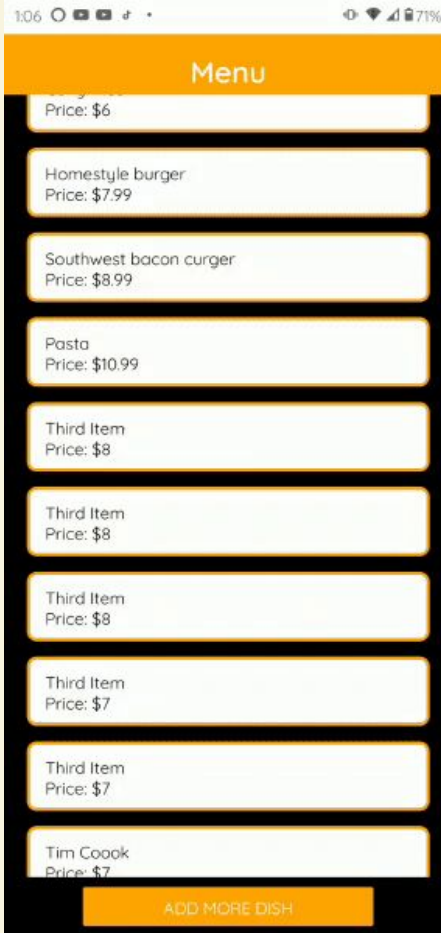 1:06
71%
Menu
Price: $6
Homestyle burger
Price: $7.99
Southwest bacon curger
Price: $8.99
Pasta
Price: $10.99
Third Item
Price: $8
Third Item
Price: $8
Third Item
Price: $8
Third Item
Price: $7
Third Item
Price: $7
Tim Coook
Price: $7
ADD MORE DISH